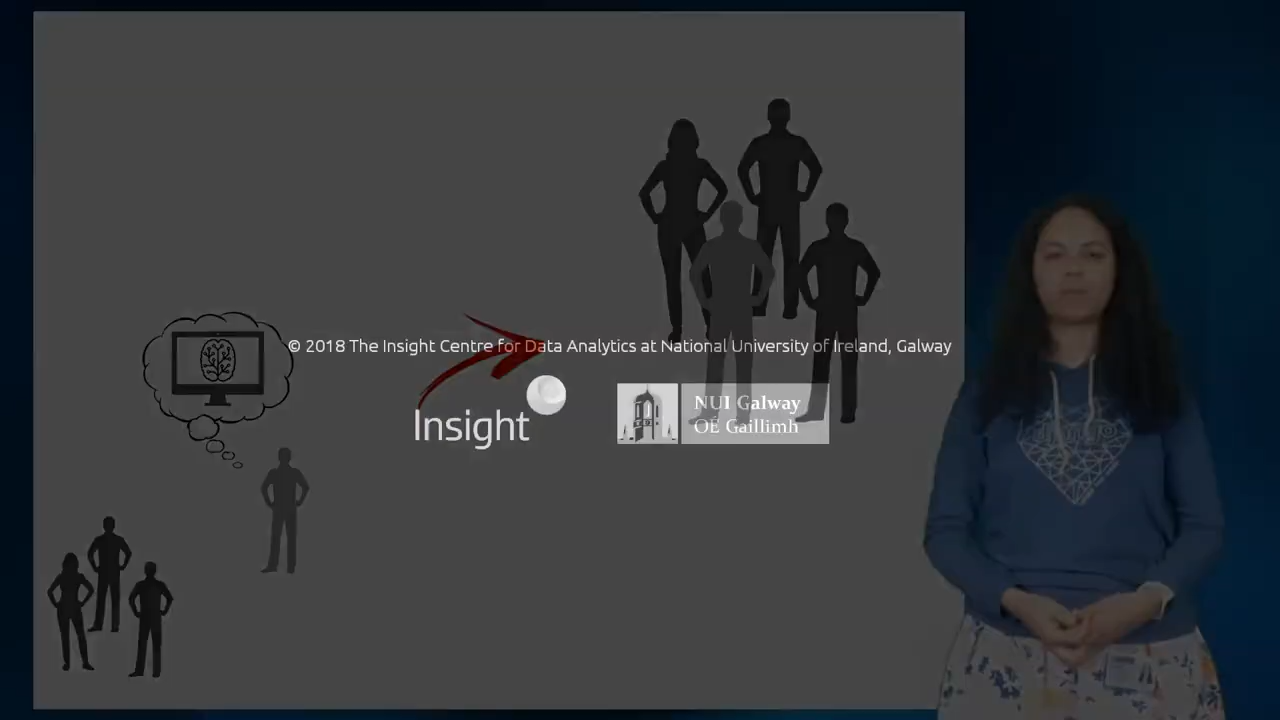 © 2018 The Insight Centre for Data Analytics at National University of Ireland, Galway
Insight
NUI Galway
OÉ Gaillimh